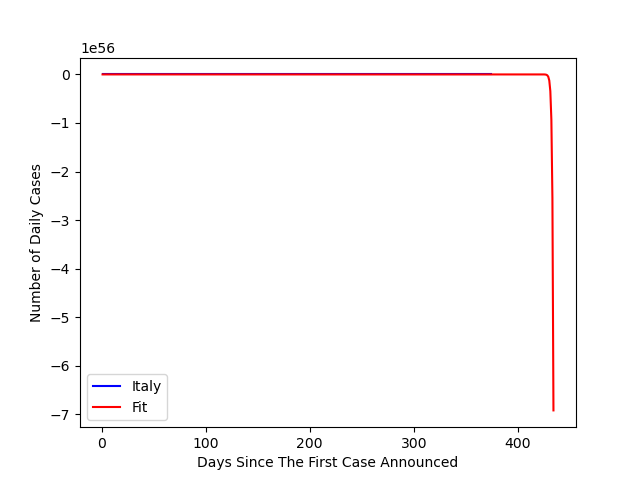 1e56
0
−1
−2
−3
−4
−5
−6
−7
Number of Daily Cases
Italy
Fit
0 100 200 300 400
Days Since The First Case Announced